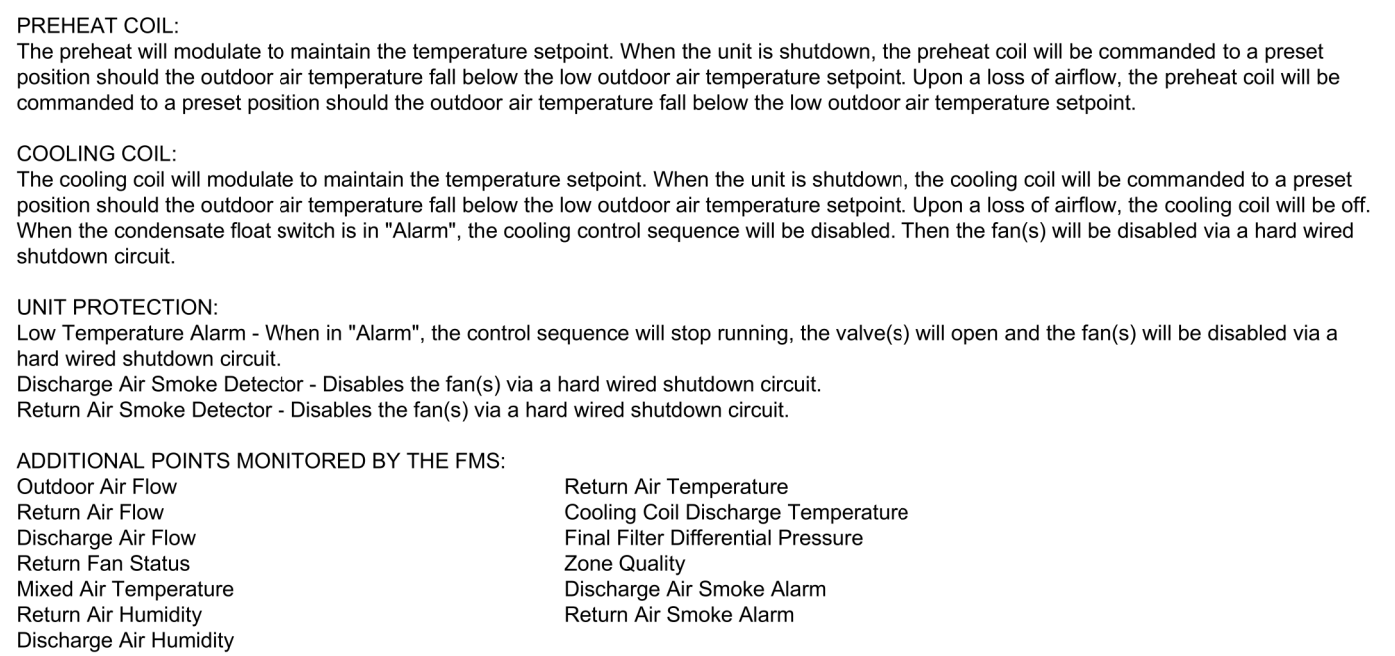 PREHEAT COIL:
The preheat will modulate to maintain the temperature setpoint. When the unit is shutdown, the preheat coil will be commanded to a preset
position should the outdoor air temperature fall below the low outdoor air temperature setpoint. Upon a loss of airflow, the preheat coil will be
commanded to a preset position should the outdoor air temperature fall below the low outdoor air temperature setpoint.
COOLING COIL:
The cooling coil will modulate to maintain the temperature setpoint. When the unit is shutdown, the cooling coil will be commanded to a preset
position should the outdoor air temperature fall below the low outdoor air temperature setpoint. Upon a loss of airflow, the cooling coil will be off.
When the condensate float switch is in "Alarm", the cooling control sequence will be disabled. Then the fan(s) will be disabled via a hard wired
shutdown circuit.
UNIT PROTECTION:
Low Temperature Alarm - When in "Alarm", the control sequence will stop running, the valve(s) will open and the fan(s) will be disabled via a
hard wired shutdown circuit.
Discharge Air Smoke Detector - Disables the fan(s) via a hard wired shutdown circuit.
Return Air Smoke Detector - Disables the fan(s) via a hard wired shutdown circuit.
ADDITIONAL POINTS MONITORED BY THE FMS:
Outdoor Air Flow
Return Air Flow
Discharge Air Flow
Return Fan Status
Mixed Air Temperature
Return Air Humidity
Discharge Air Humidity
Return Air Temperature
Cooling Coil Discharge Temperature
Final Filter Differential Pressure
Zone Quality
Discharge Air Smoke Alarm
Return Air Smoke Alarm